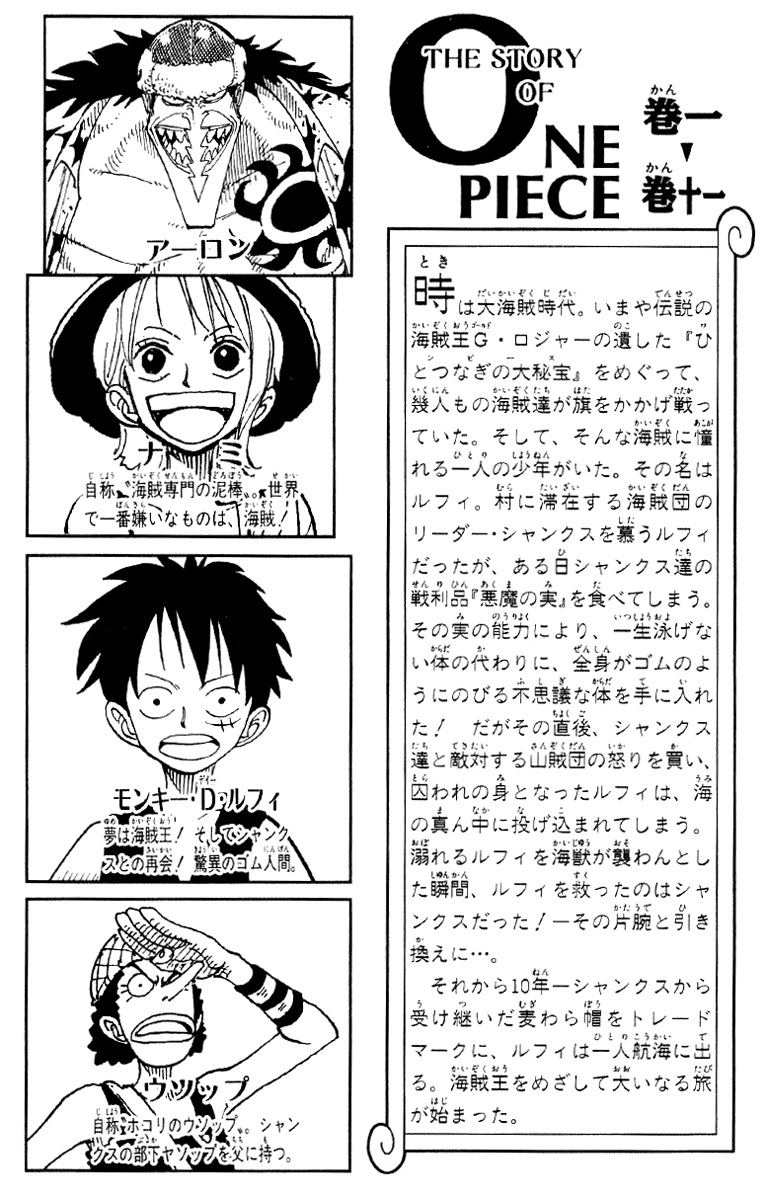 THE STORY
OF
ONE
PIECE
巻一
▼
巻十一
アーロン
ナミ
自称〝海賊専門の泥棒〟。世界
で一番嫌いなものは、海賊!
モンキー・D・ルフィ
夢は海賊王! そしてシャンク
スとの再会! 驚異のゴム人間。
ウソップ
自称〝ホコリのウソップ〟。シャン
クスの部下ヤソップを父に持つ。
時は大海賊時代。いまや伝説の
海賊王G・ロジャーの遺した『ひ
とつなぎの大秘宝』をめぐって、
幾人もの海賊達が旗をかかげ戦っ
ていた。そして、そんな海賊に憧
れる一人の少年がいた。その名は
ルフィ。村に滞在する海賊団の
リーダー・シャンクスを慕うルフィ
だったが、ある日シャンクス達の
戦利品『悪魔の実』を食べてしまう。
その実の能力により、一生泳げな
い体の代わりに、全身がゴムのよ
うにのびる不思議な体を手に入れ
た! だがその直後、シャンクス
達と敵対する山賊団の怒りを買い、
囚われの身となったルフィは、海
の真ん中に投げ込まれてしまう。
溺れるルフィを海獣が襲わんとし
た瞬間、ルフィを救ったのはシャ
ンクスだった!―その片腕と引き
換えに…。
それから10年―シャンクスから
受け継いだ麦わら帽をトレード
マークに、ルフィは一人航海に出
る。海賊王をめざして大いなる旅
が始まった。